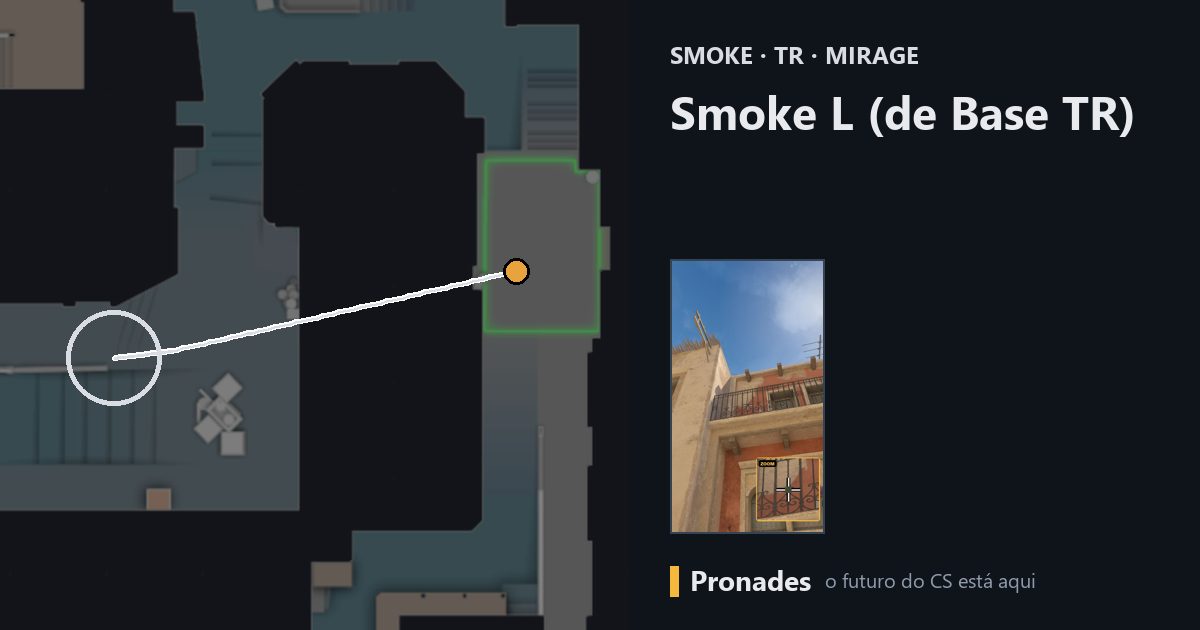 SMOKE · TR · MIRAGE
Smoke L (de Base TR)
ZOOM
Pronades o futuro do CS está aqui